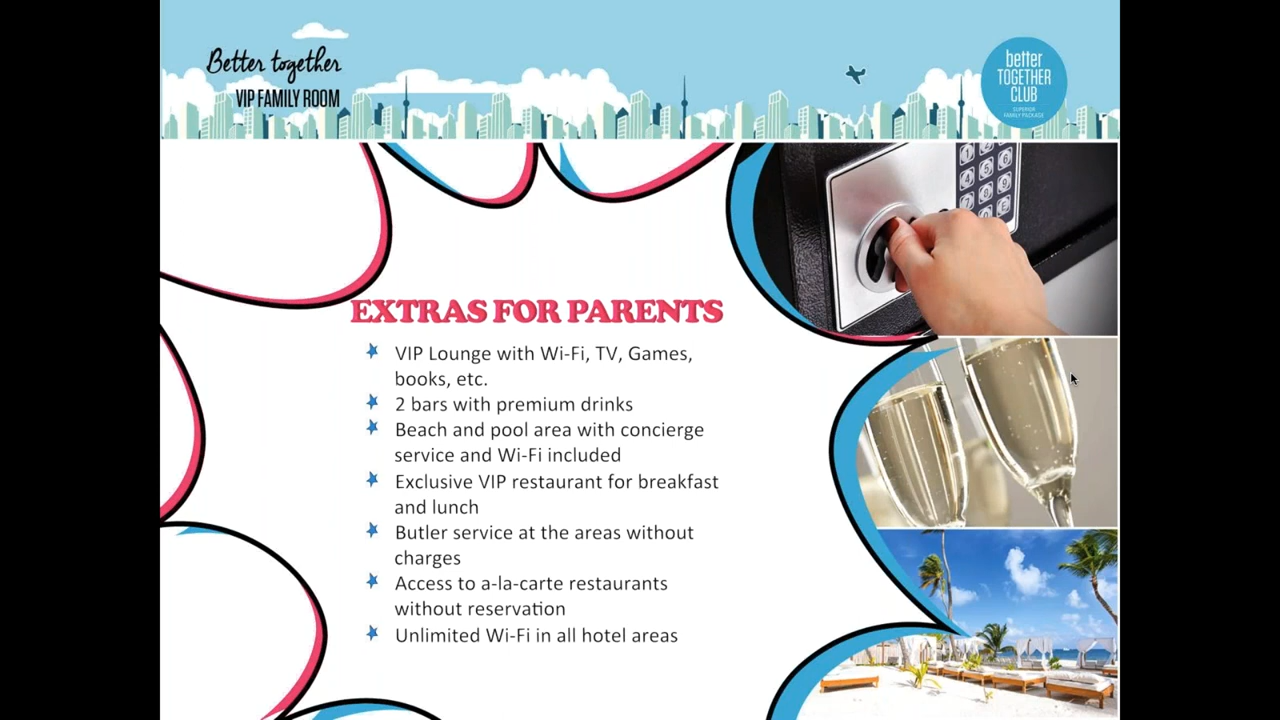 Better together
VIP FAMILY ROOM
better
TOGETHER
CLUB
SUPERIOR
FAMILY PACKAGE
EXTRAS FOR PARENTS
VIP Lounge with Wi-Fi, TV, Games,
books, etc.
2 bars with premium drinks
Beach and pool area with concierge
service and Wi-Fi included
Exclusive VIP restaurant for breakfast
and lunch
Butler service at the areas without
charges
Access to a-la-carte restaurants
without reservation
Unlimited Wi-Fi in all hotel areas